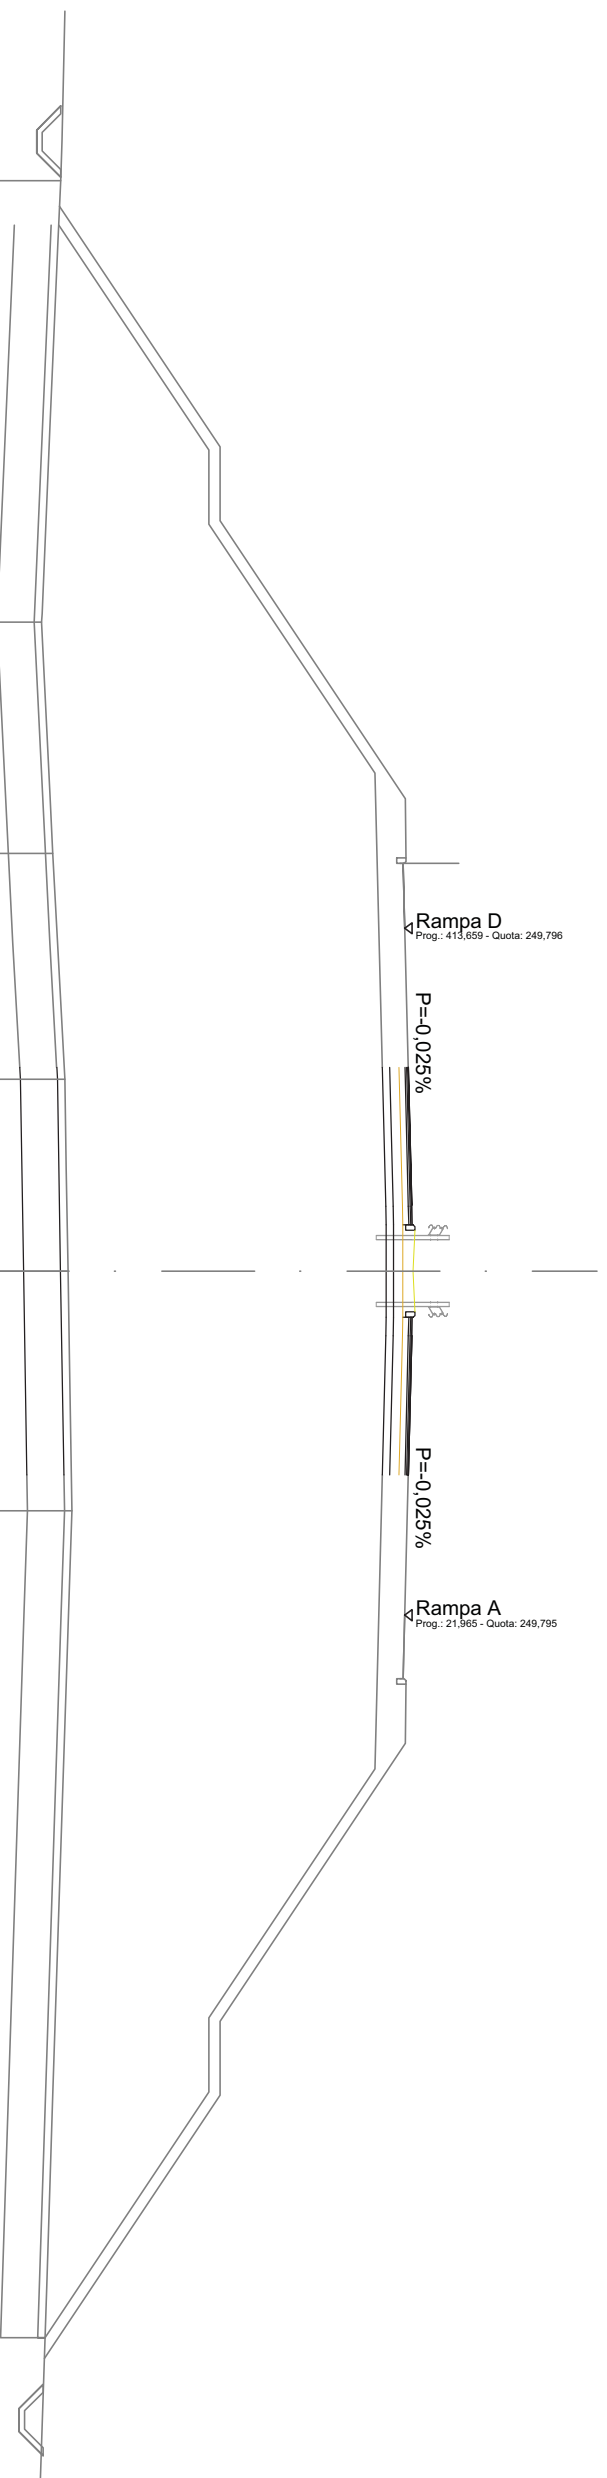 Rampa D
Prog.: 413,659 - Quota: 249,796
P=-0,025%
P=-0,025%
Rampa A
Prog.: 21,965 - Quota: 249,795